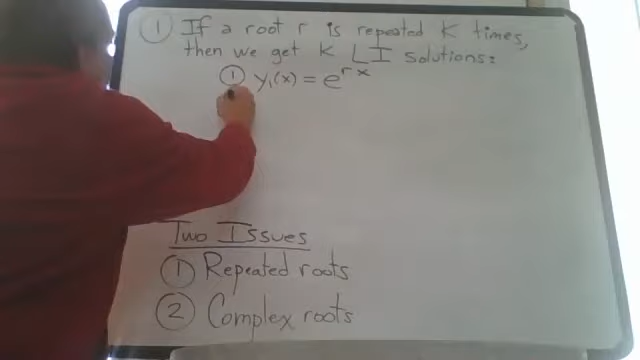 ① If a root r is repeated K times,
then we get K LI solutions:
① y₁(x) = e^{rx}
Two Issues
① Repeated roots
② Complex roots